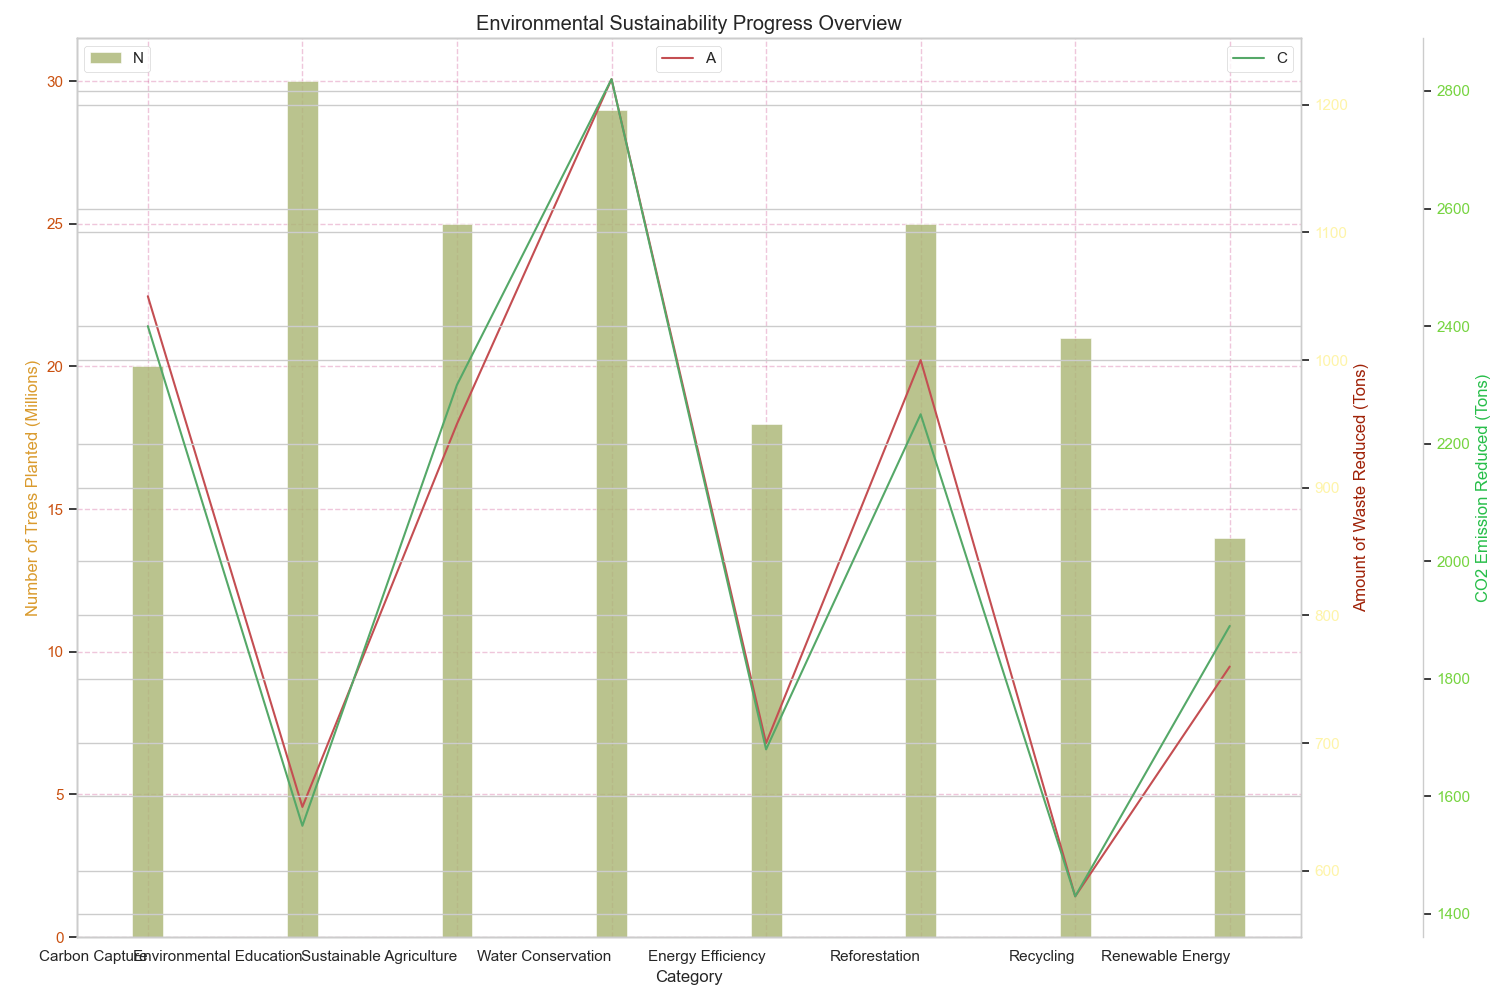 Environmental Sustainability Progress Overview
N
A
C
30
25
20
15
10
5
0
Number of Trees Planted (Millions)
1200
1100
1000
900
800
700
600
Amount of Waste Reduced (Tons)
2800
2600
2400
2200
2000
1800
1600
1400
CO2 Emission Reduced (Tons)
Carbon Capture
Environmental Education
Sustainable Agriculture
Water Conservation
Energy Efficiency
Reforestation
Recycling
Renewable Energy
Category